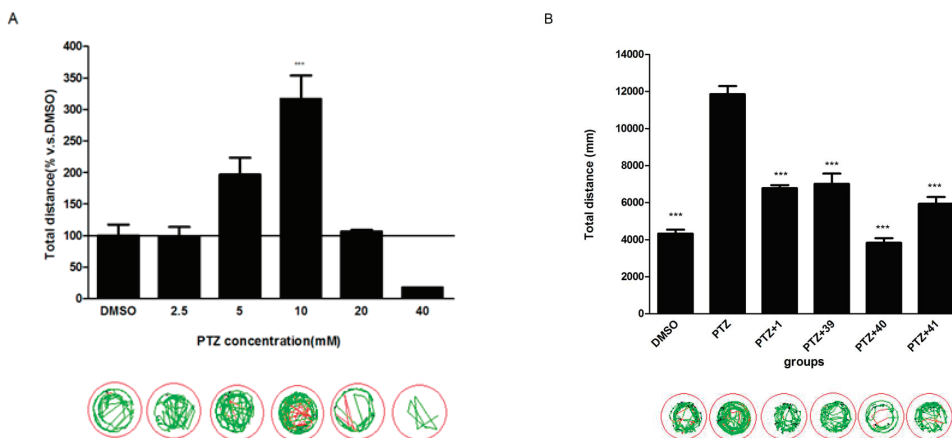 A
B
Total distance(% v.s.DMSO)
400
350
300
250
200
150
100
50
0
***
DMSO
2.5
5
10
20
40
PTZ concentration(mM)
Total distance (mm)
14000
12000
10000
8000
6000
4000
2000
0
***
***
***
***
***
DMSO
PTZ
PTZ+1
PTZ+39
PTZ+40
PTZ+41
groups